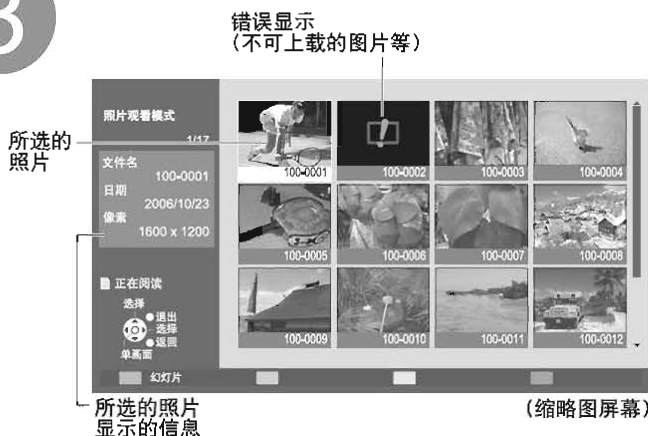 3
错误显示
(不可上载的图片等)
所选的
照片
照片观看模式
1/17
文件名
100-0001
日期
2006/10/23
像素
1600 x 1200
正在阅读
选择
退出
选择
返回
单画面
幻灯片
100-0001
100-0002
100-0003
100-0004
100-0005
100-0006
100-0007
100-0008
100-0009
100-0010
100-0011
100-0012
所选的照片
显示的信息
(缩略图屏幕)